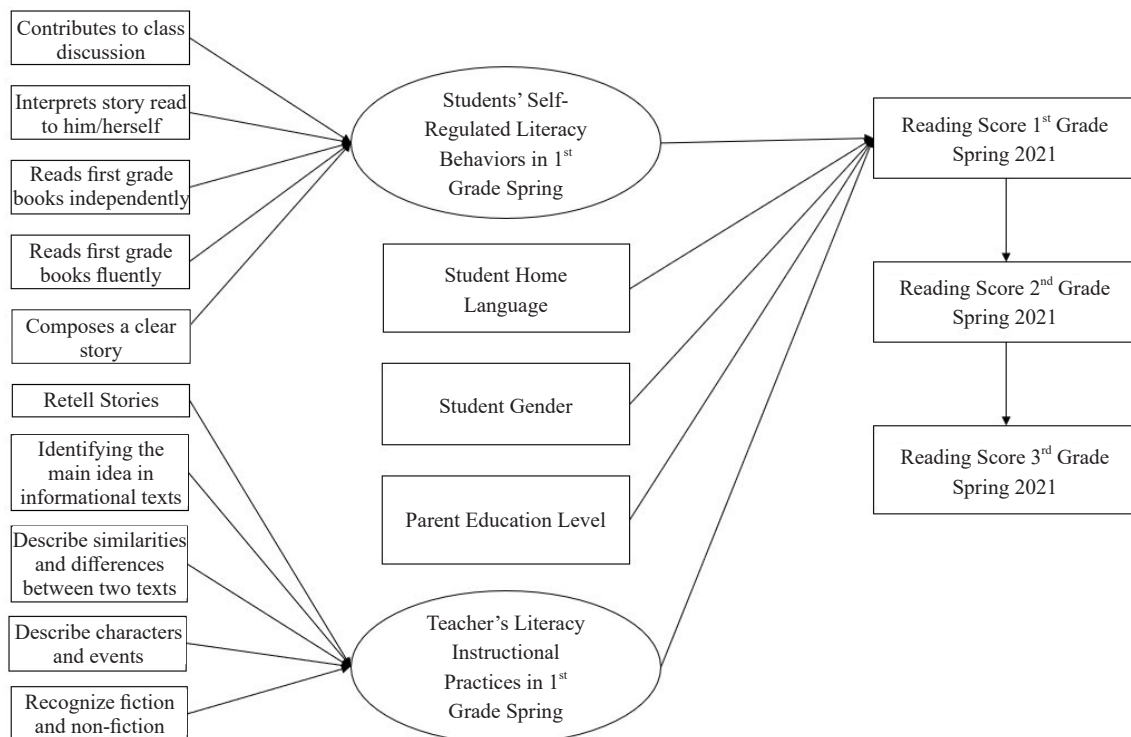 Contributes to class
discussion
Interprets story read
to him/herself
Reads first grade
books independently
Reads first grade
books fluently
Composes a clear
story
Retell Stories
Identifying the
main idea in
informational texts
Describe similarities
and differences
between two texts
Describe characters
and events
Recognize fiction
and non-fiction
Students’ Self-
Regulated Literacy
Behaviors in 1st
Grade Spring
Student Home
Language
Student Gender
Parent Education Level
Teacher’s Literacy
Instructional
Practices in 1st
Grade Spring
Reading Score 1st Grade
Spring 2021
Reading Score 2nd Grade
Spring 2021
Reading Score 3rd Grade
Spring 2021